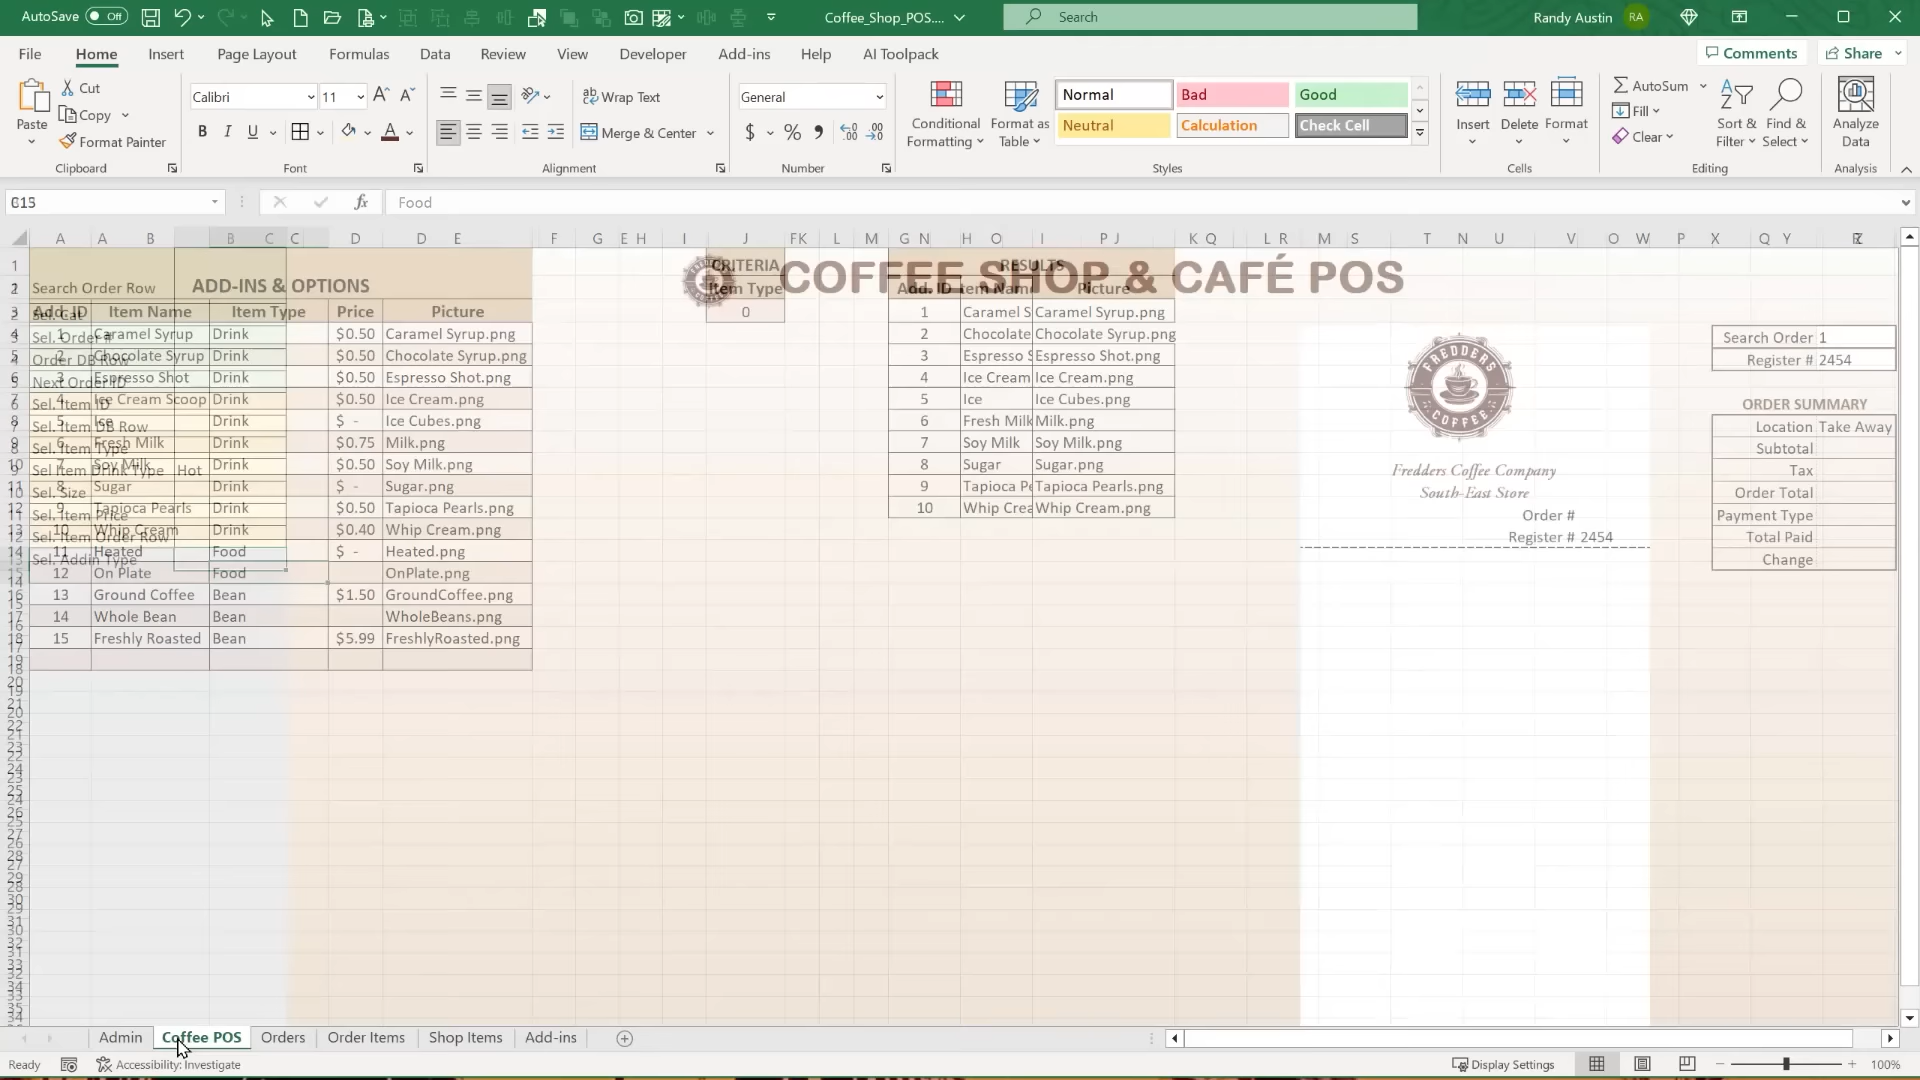 AutoSave Off
Coffee_Shop_POS....
Search
Randy Austin RA
File Home Insert Page Layout Formulas Data Review View Developer Add-ins Help AI Toolpack
Comments Share
Paste
Cut
Copy
Format Painter
Clipboard
Calibri 11
B I U
Font
Wrap Text
Merge & Center
Alignment
General
$ %
Number
Conditional Formatting
Format as Table
Normal Bad Good
Neutral Calculation Check Cell
Styles
Insert Delete Format
Cells
AutoSum
Fill
Clear
Sort & Filter
Find & Select
Editing
Analyze Data
Analysis
Food
COFFEE SHOP & CAFÉ POS
ADD-INS & OPTIONS
Search Order Row
Add. ID Item Name Item Type Price Picture
1 Caramel Syrup Drink $0.50 Caramel Syrup.png
2 Chocolate Syrup Drink $0.50 Chocolate Syrup.png
3 Espresso Shot Drink $0.50 Espresso Shot.png
4 Ice Cream Scoop Drink $0.50 Ice Cream.png
5 Ice Drink $ - Ice Cubes.png
6 Fresh Milk Drink $0.75 Milk.png
7 Soy Milk Drink $0.50 Soy Milk.png
8 Sugar Drink $ - Sugar.png
9 Tapioca Pearls Drink $0.50 Tapioca Pearls.png
10 Whip Cream Drink $0.40 Whip Cream.png
11 Heated Food $ - Heated.png
12 On Plate Food OnPlate.png
13 Ground Coffee Bean $1.50 GroundCoffee.png
14 Whole Bean Bean WholeBeans.png
15 Freshly Roasted Bean $5.99 FreshlyRoasted.png
Sel. Cat
Sel. Order #
Order DB Row
Next Order ID
Sel. Item ID
Sel. Item DB Row
Sel. Item Type
Sel Item Drink Type Hot
Sel. Size
Sel. Item Price
Sel. Item Order Row
Sel. Addin Type
CRITERIA
Item Type
0
RESULTS
Add. ID Item Name Picture
1 Caramel S Caramel Syrup.png
2 Chocolate Chocolate Syrup.png
3 Espresso S Espresso Shot.png
4 Ice Cream Ice Cream.png
5 Ice Ice Cubes.png
6 Fresh Milk Milk.png
7 Soy Milk Soy Milk.png
8 Sugar Sugar.png
9 Tapioca Pe Tapioca Pearls.png
10 Whip Crea Whip Cream.png
FREDDERS
COFFEE
Fredders Coffee Company
South-East Store
Order #
Register # 2454
Search Order 1
Register # 2454
ORDER SUMMARY
Location Take Away
Subtotal
Tax
Order Total
Payment Type
Total Paid
Change
Admin Coffee POS Orders Order Items Shop Items Add-ins
Ready Accessibility: Investigate
Display Settings
100%